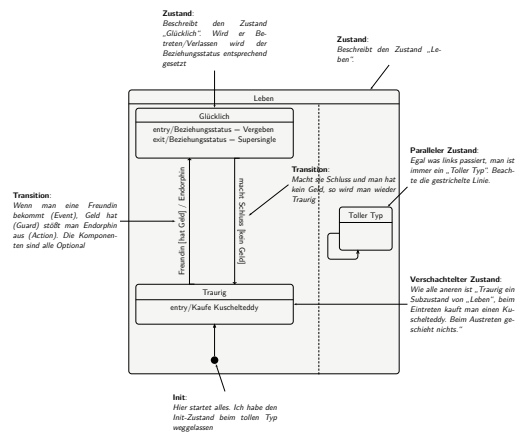 Zustand:
Beschreibt den Zustand
„Glücklich“. Wird er Be-
treten/Verlassen wird der
Beziehungsstatus entsprechend
gesetzt
Zustand:
Beschreibt den Zustand „Le-
ben“.
Leben
Glücklich
entry/Beziehungsstatus = Vergeben
exit/Beziehungsstatus = Supersingle
Paralleler Zustand:
Egal was links passiert, man ist
immer ein „Toller Typ“. Beach-
te die gestrichelte Linie.
Transition:
Macht sie Schluss und man hat
kein Geld, so wird man wieder
Traurig
Transition:
Wenn man eine Freundin
bekommt (Event), Geld hat
(Guard) stößt man Endorphin
aus (Action). Die Komponen-
ten sind alle Optional
Freundin [hat Geld] / Endorphin
macht Schluss [kein Geld]
Toller Typ
Traurig
entry/Kaufe Kuschelteddy
Verschachtelter Zustand:
Wie alle aneren ist „Traurig ein
Subzustand von „Leben“, beim
Eintreten kauft man einen Ku-
schelteddy. Beim Austreten ge-
schieht nichts.“
Init:
Hier startet alles. Ich habe den
Init-Zustand beim tollen Typ
weggelassen